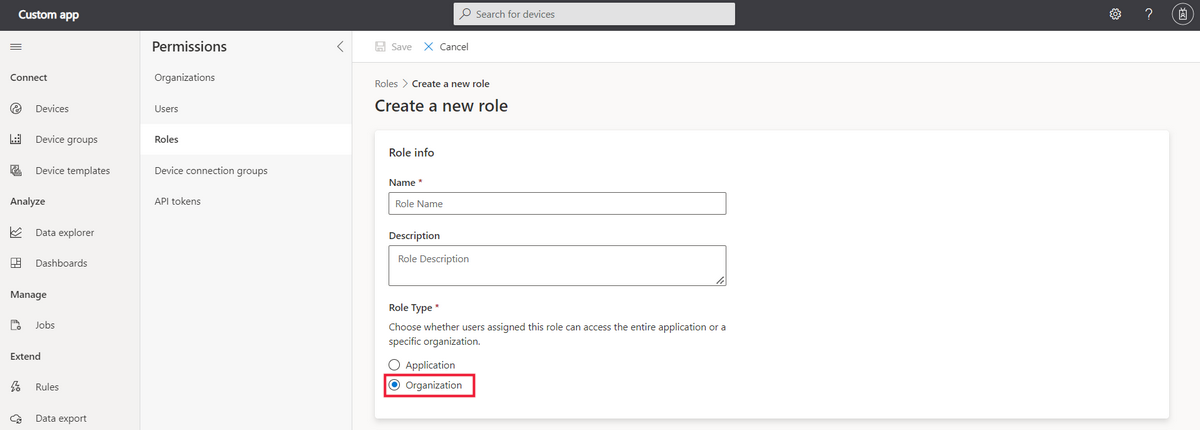 Custom app
Search for devices
?
Connect
Devices
Device groups
Device templates
Analyze
Data explorer
Dashboards
Manage
Jobs
Extend
Rules
Data export
Permissions
Organizations
Users
Roles
Device connection groups
API tokens
Save
Cancel
Roles > Create a new role
Create a new role
Role info
Name *
Role Name
Description
Role Description
Role Type *
Choose whether users assigned this role can access the entire application or a
specific organization.
Application
Organization